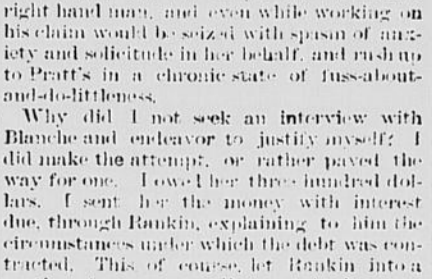 right hand man, and even while working on
his claim would be seized with spasm of anx-
iety and solicitude in her behalf, and rush up
to Pratt's in a chronic state of fuss-about-
and-do-littleness.
Why did I not seek an interview with
Blanche and endeavor to justify myself? I
did make the attempt, or rather paved the
way for one. I owed her three hundred dol-
lars. I sent her the money with interest
due, through Rankin, explaining to him the
circumstances under which the debt was con-
tracted. This of course, let Rankin into a